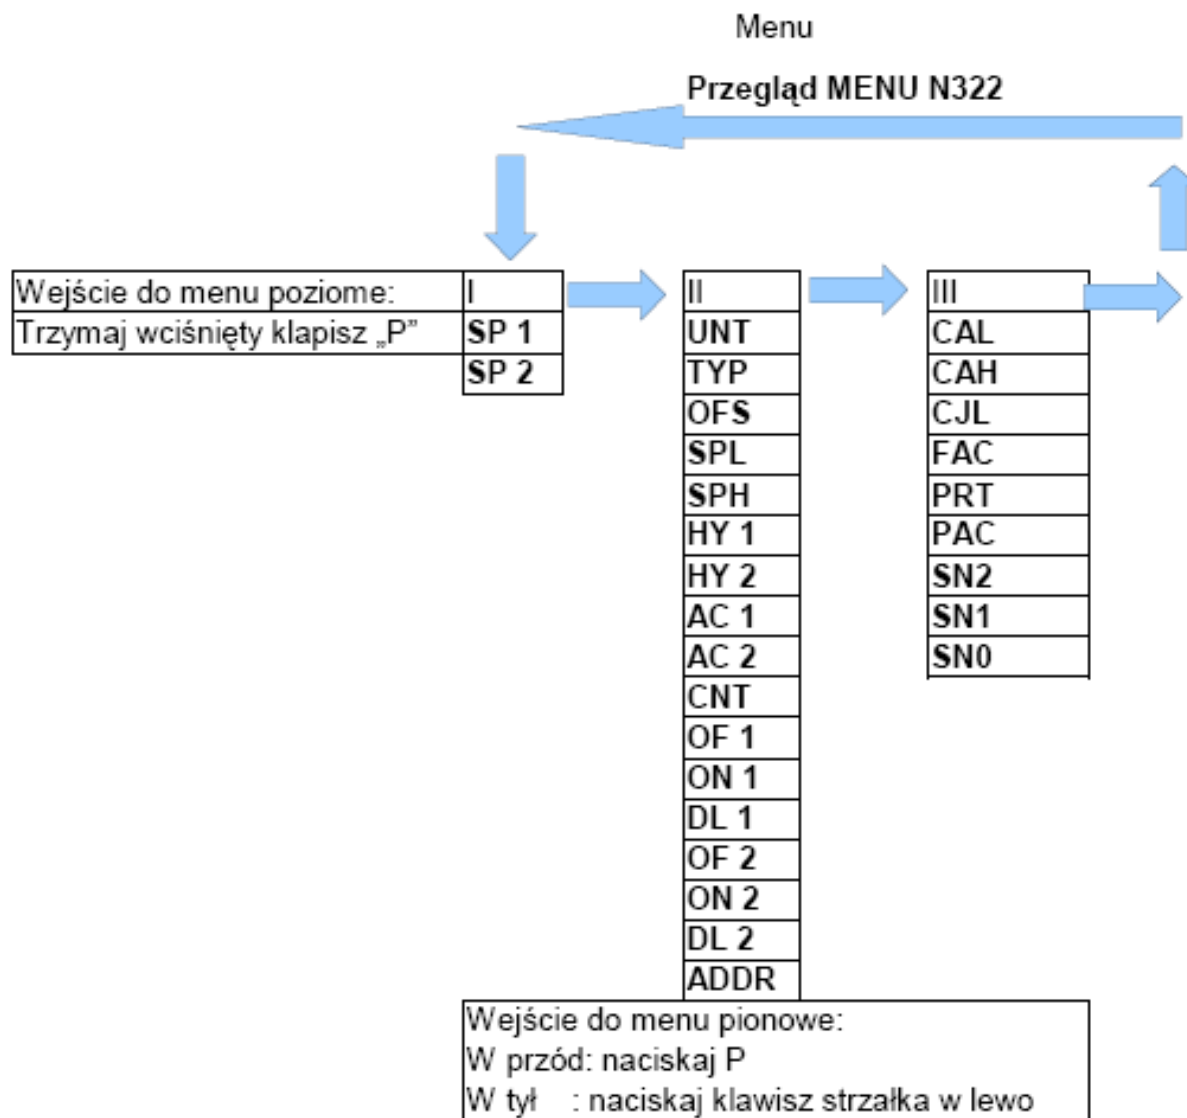 Menu
Przegląd MENU N322
Wejście do menu poziome:
Trzymaj wciśnięty klapisz „P”
I
SP 1
SP 2
II
UNT
TYP
OFS
SPL
SPH
HY 1
HY 2
AC 1
AC 2
CNT
OF 1
ON 1
DL 1
OF 2
ON 2
DL 2
ADDR
III
CAL
CAH
CJL
FAC
PRT
PAC
SN2
SN1
SN0
Wejście do menu pionowe:
W przód: naciskaj P
W tył : naciskaj klawisz strzałka w lewo